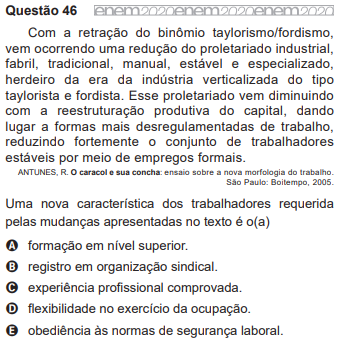 Questão 46 enem2020enem2020enem2020
Com a retração do binômio taylorismo/fordismo,
vem ocorrendo uma redução do proletariado industrial,
fabril, tradicional, manual, estável e especializado,
herdeiro da era da indústria verticalizada do tipo
taylorista e fordista. Esse proletariado vem diminuindo
com a reestruturação produtiva do capital, dando
lugar a formas mais desregulamentadas de trabalho,
reduzindo fortemente o conjunto de trabalhadores
estáveis por meio de empregos formais.
ANTUNES, R. O caracol e sua concha: ensaio sobre a nova morfologia do trabalho.
São Paulo: Boitempo, 2005.
Uma nova característica dos trabalhadores requerida
pelas mudanças apresentadas no texto é o(a)
A formação em nível superior.
B registro em organização sindical.
C experiência profissional comprovada.
D flexibilidade no exercício da ocupação.
E obediência às normas de segurança laboral.